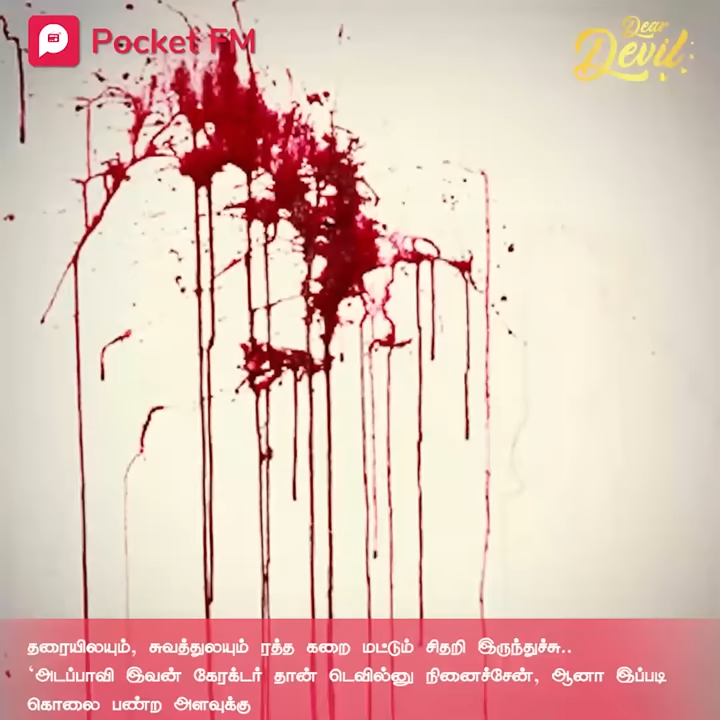 Pocket FM
Dear
Devil
தரையிலயும், சுவத்துலயும் ரத்த கறை மட்டும் சிதறி இருந்துச்சு..
‘அடப்பாவி இவன் கேரக்டர் தான் டெவில்னு நினைச்சேன், ஆனா இப்படி
கொலை பண்ற அளவுக்கு